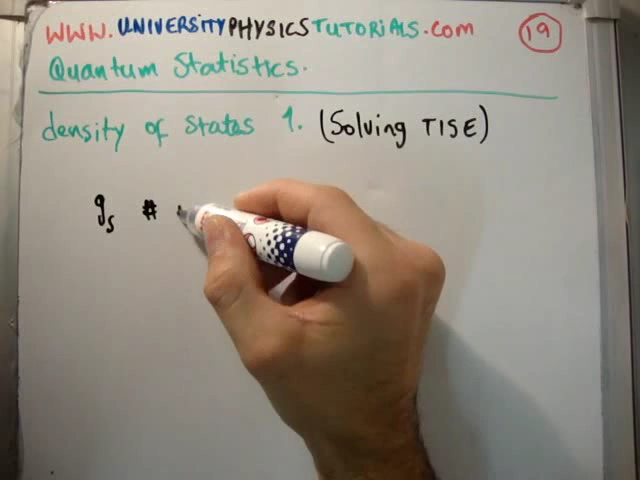 WWW.UNIVERSITYPHYSICSTUTORIALS.COM 19
Quantum Statistics.
density of states 1. (Solving TISE)
gs #